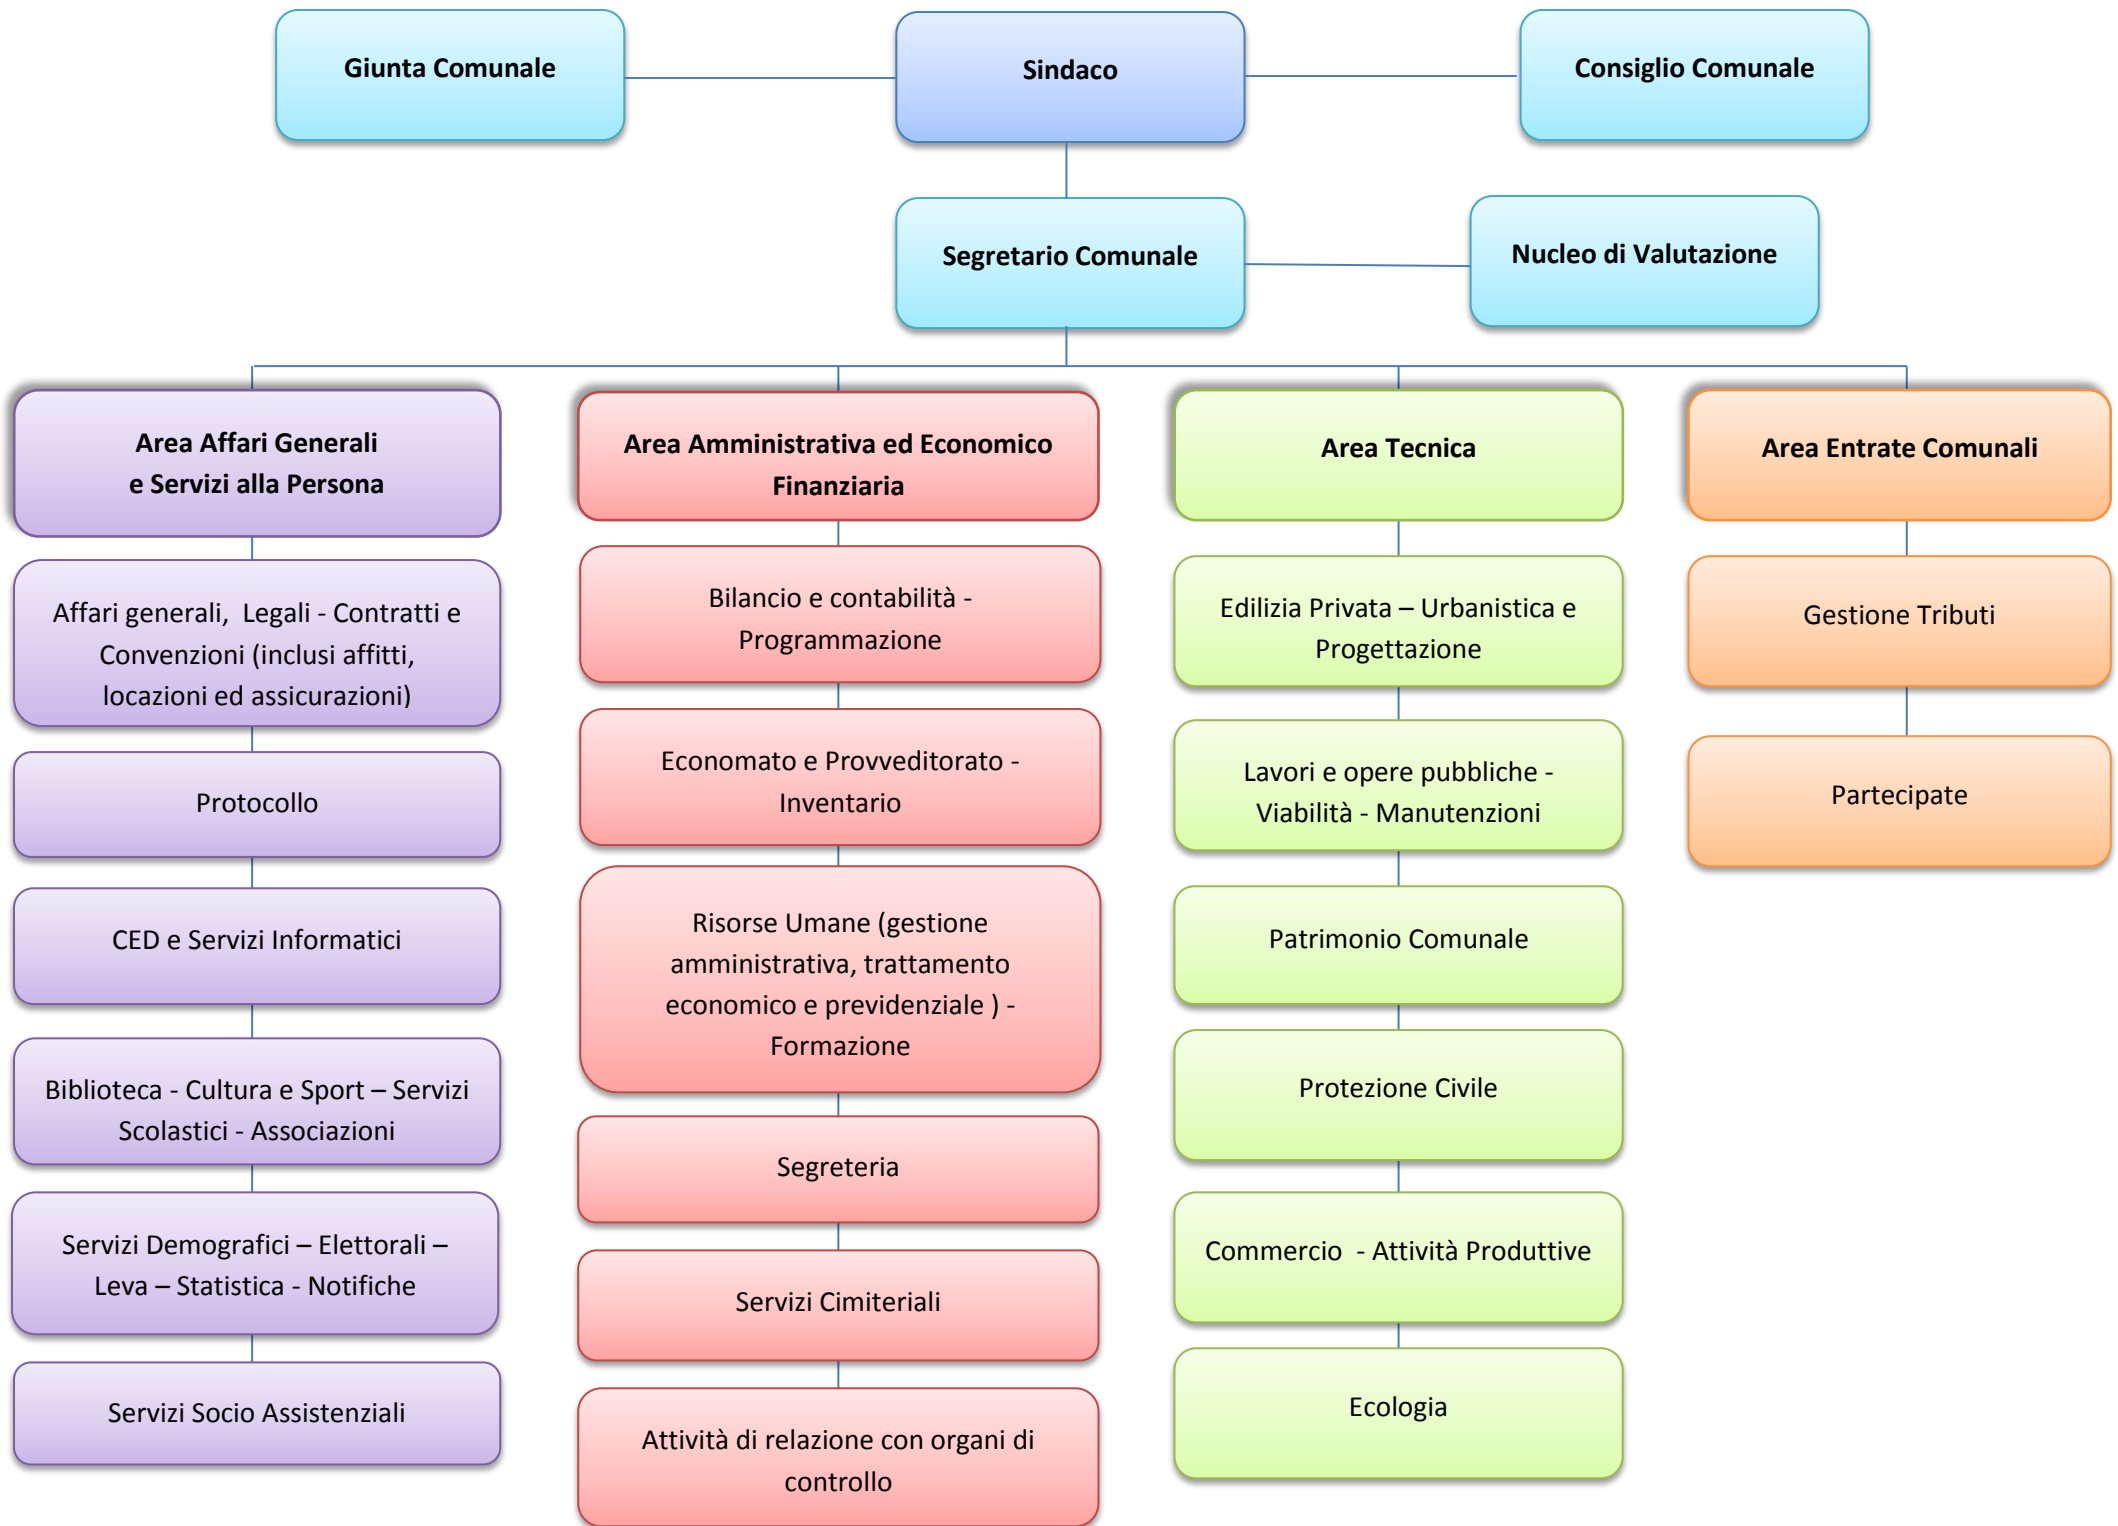 Giunta Comunale
Sindaco
Consiglio Comunale
Segretario Comunale
Nucleo di Valutazione
Area Affari Generali
e Servizi alla Persona
Affari generali,  Legali - Contratti e
Convenzioni (inclusi affitti,
locazioni ed assicurazioni)
Protocollo
CED e Servizi Informatici
Biblioteca - Cultura e Sport – Servizi
Scolastici - Associazioni
Servizi Demografici – Elettorali –
Leva – Statistica - Notifiche
Servizi Socio Assistenziali
Area Amministrativa ed Economico
Finanziaria
Bilancio e contabilità -
Programmazione
Economato e Provveditorato -
Inventario
Risorse Umane (gestione
amministrativa, trattamento
economico e previdenziale ) -
Formazione
Segreteria
Servizi Cimiteriali
Attività di relazione con organi di
controllo
Area Tecnica
Edilizia Privata – Urbanistica e
Progettazione
Lavori e opere pubbliche -
Viabilità - Manutenzioni
Patrimonio Comunale
Protezione Civile
Commercio  - Attività Produttive
Ecologia
Area Entrate Comunali
Gestione Tributi
Partecipate